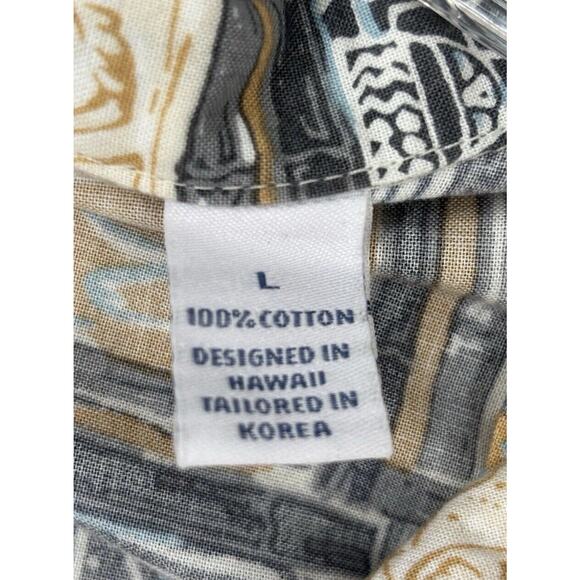 L
100% COTTON
DESIGNED IN
HAWAII
TAILORED IN
KOREA